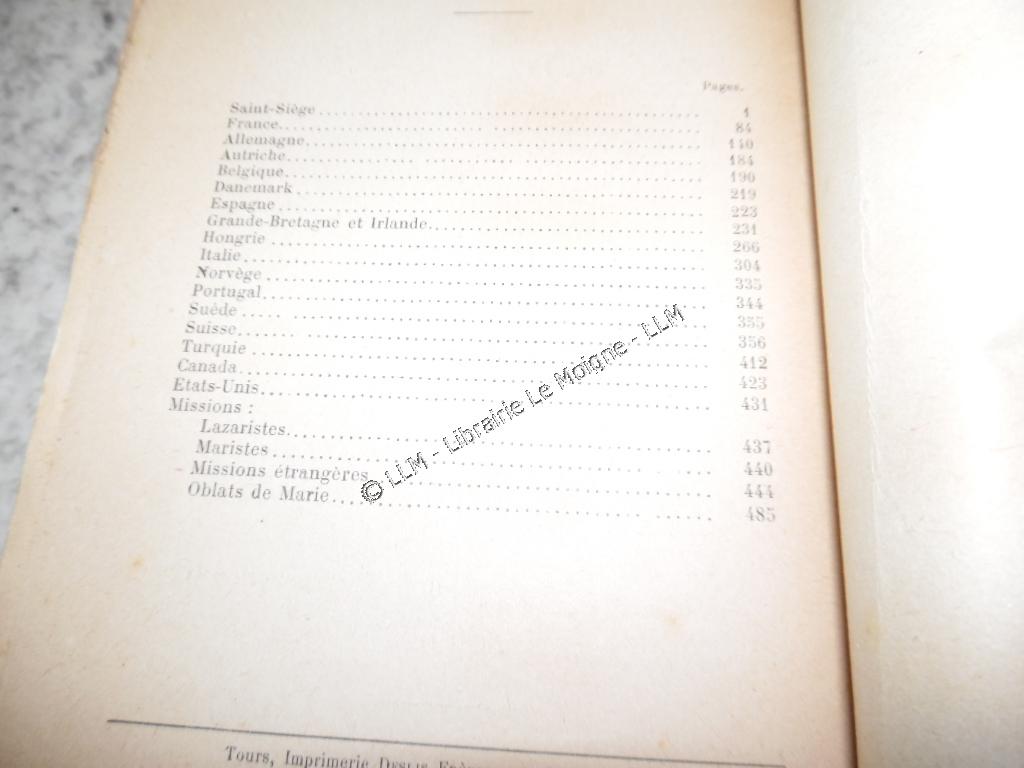 Pages.
Saint-Siège 1
France 84
Allemagne 140
Autriche 184
Belgique 190
Danemark 219
Espagne 223
Grande-Bretagne et Irlande 231
Hongrie 266
Italie 304
Norvège 335
Portugal 344
Suède 355
Suisse 356
Turquie 412
Canada 423
Etats-Unis 431
Missions :
Lazaristes 437
Maristes 440
Missions étrangères 444
Oblats de Marie 485
© LLM - Librairie Le Moigne - LLM
Tours, Imprimerie Deslis